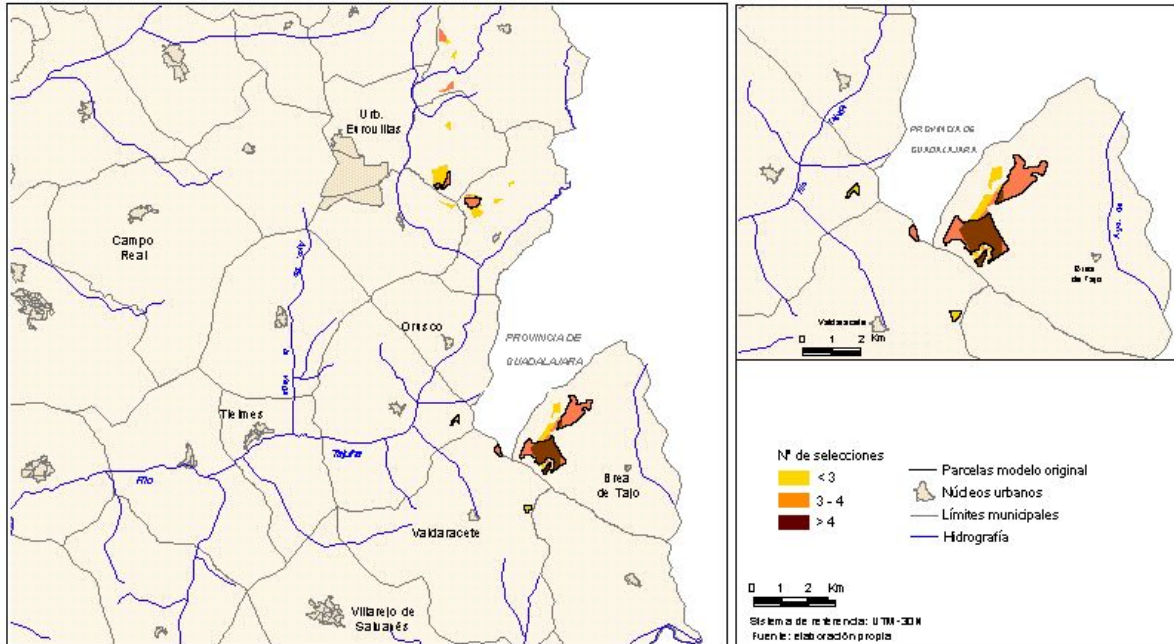 Urb.
Eurouillas
Campo
Real
Orusco
PROVINCIA DE
GUADALAJARA
Tielmes
Río
Tajuña
Brea
de Tajo
Valdaracete
Villarejo de
Salvanés
PROVINCIA DE
GUADALAJARA
Río
Brea
de Tajo
Valdaracete
0 1 2 Km
Nº de selecciones
< 3
3 - 4
> 4
Parcelas modelo original
Núcleos urbanos
Límites municipales
Hidrografía
0 1 2 Km
Sistema de referencia: UTM-30N
Fuente: elaboración propia